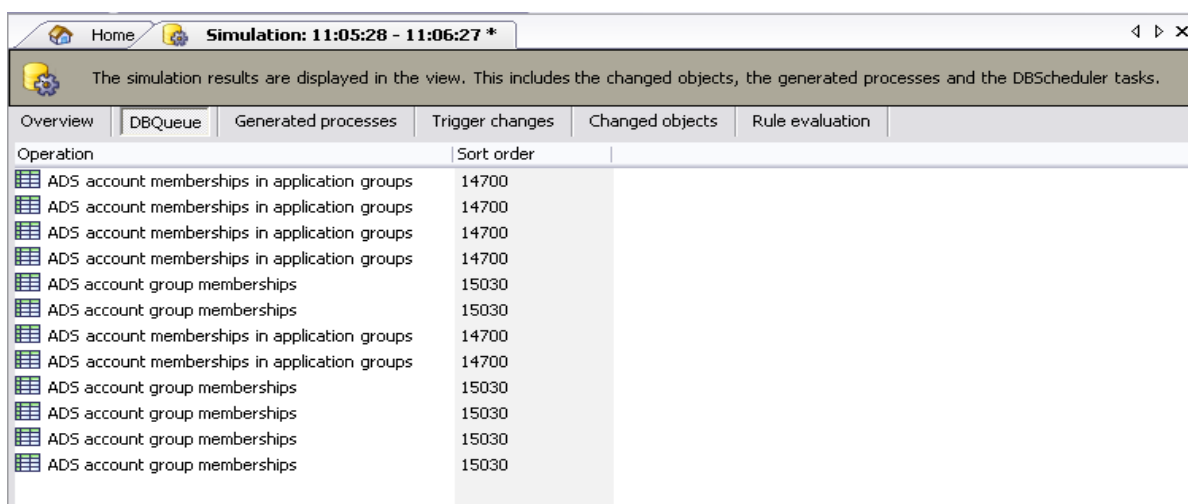 Home
Simulation: 11:05:28 - 11:06:27 *
The simulation results are displayed in the view. This includes the changed objects, the generated processes and the DBScheduler tasks.
Overview
DBQueue
Generated processes
Trigger changes
Changed objects
Rule evaluation
Operation Sort order
ADS account memberships in application groups 14700
ADS account memberships in application groups 14700
ADS account memberships in application groups 14700
ADS account memberships in application groups 14700
ADS account group memberships 15030
ADS account group memberships 15030
ADS account memberships in application groups 14700
ADS account memberships in application groups 14700
ADS account group memberships 15030
ADS account group memberships 15030
ADS account group memberships 15030
ADS account group memberships 15030